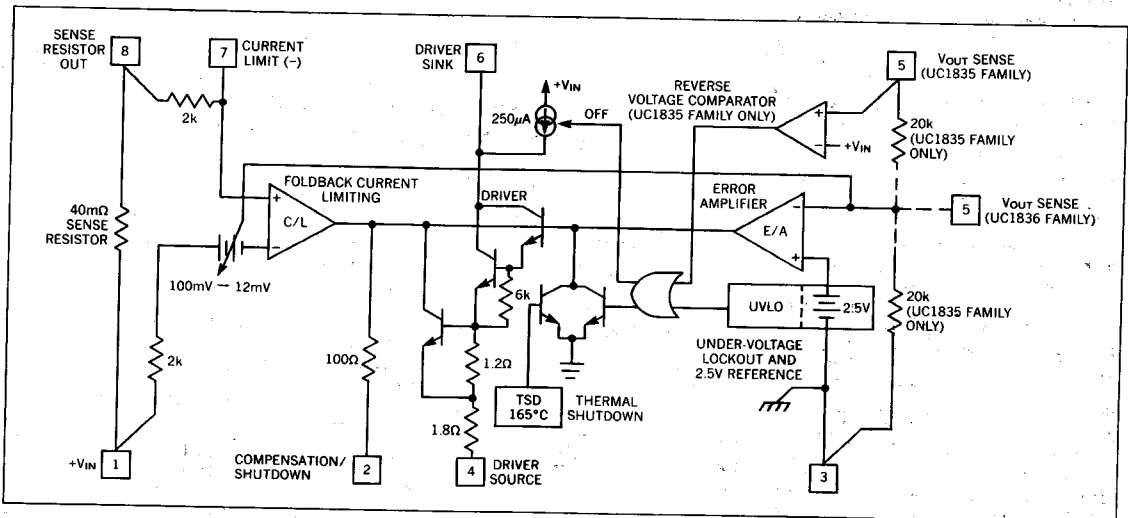 SENSE
RESISTOR
OUT
8
7
CURRENT
LIMIT (-)
DRIVER
SINK
6
5
VOUT SENSE
(UC1835 FAMILY)
+VIN
REVERSE
VOLTAGE COMPARATOR
(UC1835 FAMILY ONLY)
2k
250µA
OFF
+
−
+VIN
20k
(UC1835 FAMILY
ONLY)
FOLDBACK CURRENT
LIMITING
DRIVER
ERROR
AMPLIFIER
40mΩ
SENSE
RESISTOR
+
C/L
−
−
E/A
+
5
VOUT SENSE
(UC1836 FAMILY)
100mV → 12mV
6k
UVLO
2.5V
20k
(UC1835 FAMILY
ONLY)
2k
100Ω
1.2Ω
UNDER-VOLTAGE
LOCKOUT AND
2.5V REFERENCE
TSD
165°C
THERMAL
SHUTDOWN
1.8Ω
+VIN
1
COMPENSATION/
SHUTDOWN
2
4
DRIVER
SOURCE
3